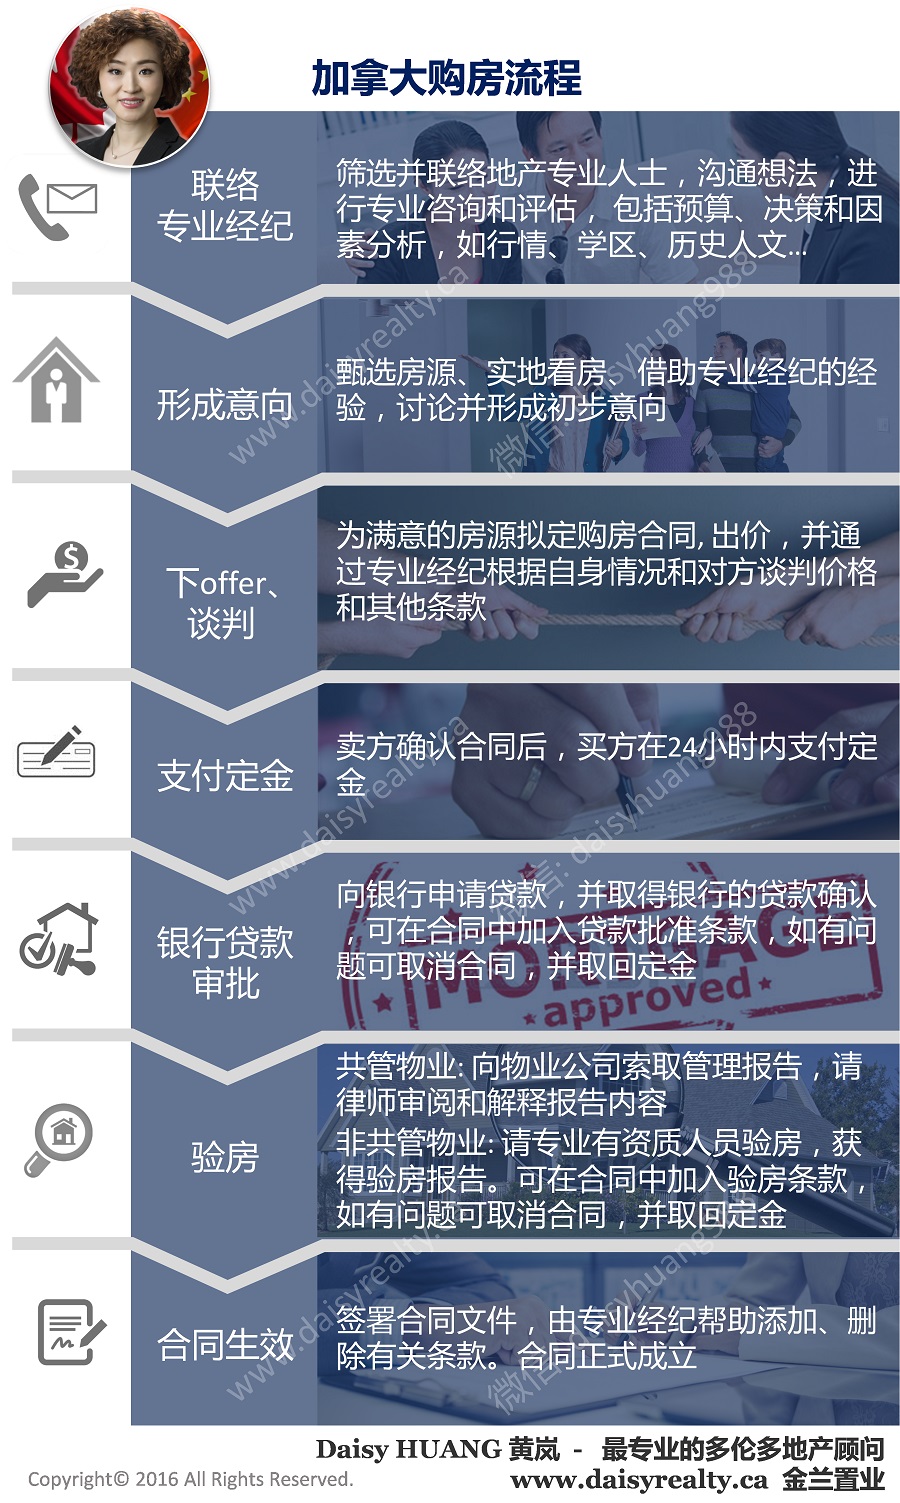 加拿大购房流程
联络
专业经纪
筛选并联络地产专业人士，沟通想法，进
行专业咨询和评估，包括预算、决策和因
素分析，如行情、学区、历史人文...
形成意向
甄选房源、实地看房、借助专业经纪的经
验，讨论并形成初步意向
下offer、
谈判
为满意的房源拟定购房合同, 出价，并通
过专业经纪根据自身情况和对方谈判价格
和其他条款
支付定金
卖方确认合同后，买方在24小时内支付定
金
银行贷款
审批
向银行申请贷款，并取得银行的贷款确认
，可在合同中加入贷款批准条款，如有问
题可取消合同，并取回定金
MORTGAGE
approved
验房
共管物业: 向物业公司索取管理报告，请
律师审阅和解释报告内容
非共管物业: 请专业有资质人员验房，获
得验房报告。可在合同中加入验房条款，
如有问题可取消合同，并取回定金
合同生效
签署合同文件，由专业经纪帮助添加、删
除有关条款。合同正式成立
www.daisyrealty.ca
微信: daisyhuang988
www.daisyrealty.ca
微信: daisyhuang988
www.daisyrealty.ca
微信: daisyhuang988
Daisy HUANG 黄岚 - 最专业的多伦多地产顾问
Copyright© 2016 All Rights Reserved.
www.daisyrealty.ca 金兰置业